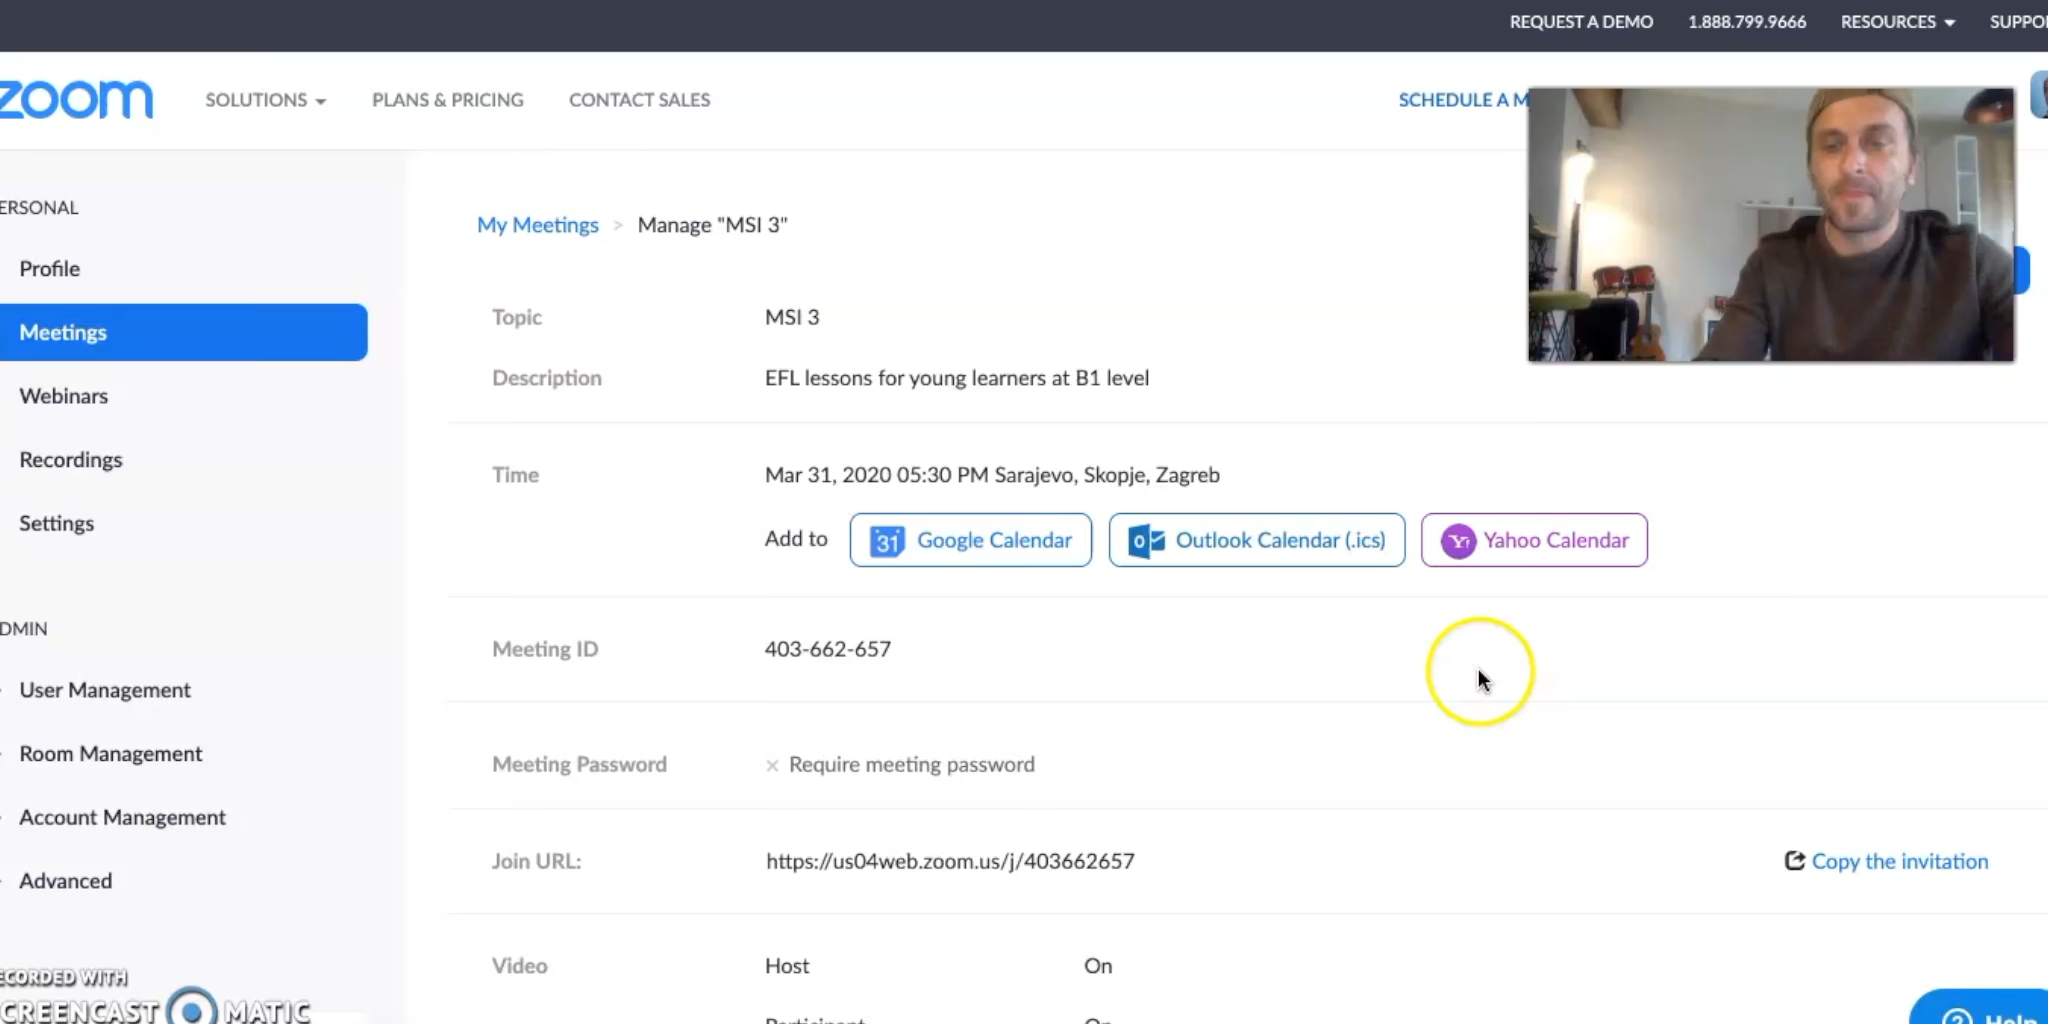 REQUEST A DEMO 1.888.799.9666 RESOURCES SUPPO
zoom SOLUTIONS PLANS & PRICING CONTACT SALES SCHEDULE A M
ERSONAL
Profile
Meetings
Webinars
Recordings
Settings
DMIN
User Management
Room Management
Account Management
Advanced
My Meetings > Manage "MSI 3"
Topic MSI 3
Description EFL lessons for young learners at B1 level
Time Mar 31, 2020 05:30 PM Sarajevo, Skopje, Zagreb
Add to 31 Google Calendar Outlook Calendar (.ics) Y! Yahoo Calendar
Meeting ID 403-662-657
Meeting Password × Require meeting password
Join URL: https://us04web.zoom.us/j/403662657 Copy the invitation
Video Host On
Participant On
ECORDED WITH
CREENCAST MATIC
? Help